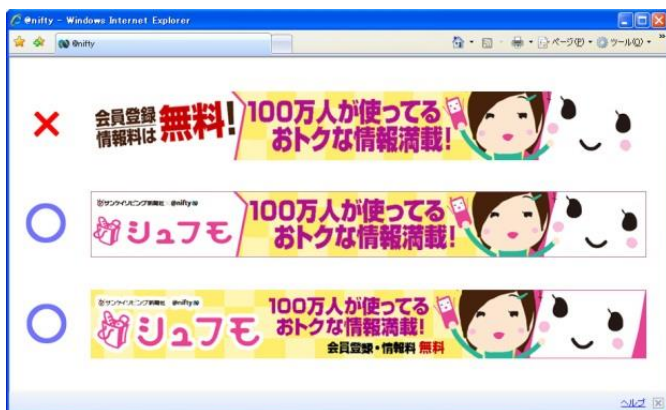 @nifty - Windows Internet Explorer
@nifty
ページ(P)
ツール(O)
会員登録
情報料は
無料!
100万人が使ってる
おトクな情報満載!
サンケイリビング新聞社 @nifty
シュフモ
100万人が使ってる
おトクな情報満載!
サンケイリビング新聞社 @nifty
シュフモ
100万人が使ってる
おトクな情報満載!
会員登録・情報料 無料
ヘルプ